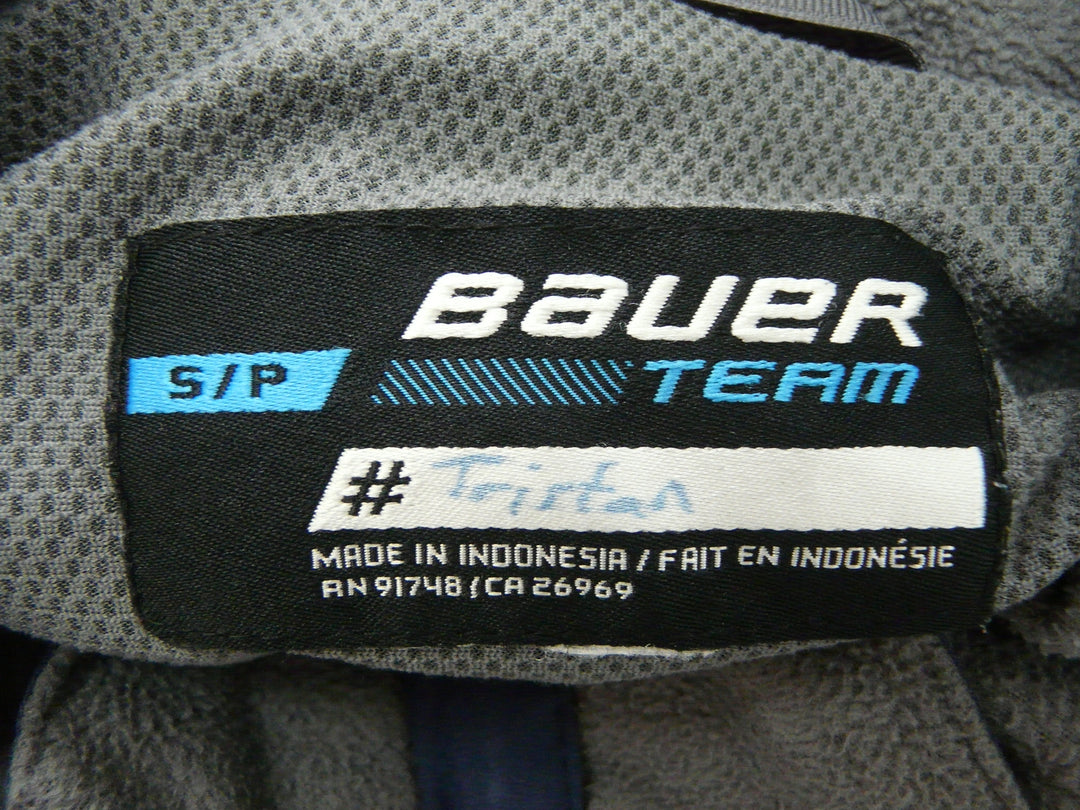 BAUER
S/P TEAM
# Tristan
MADE IN INDONESIA / FAIT EN INDONÉSIE
RN 91748 / CA 26969